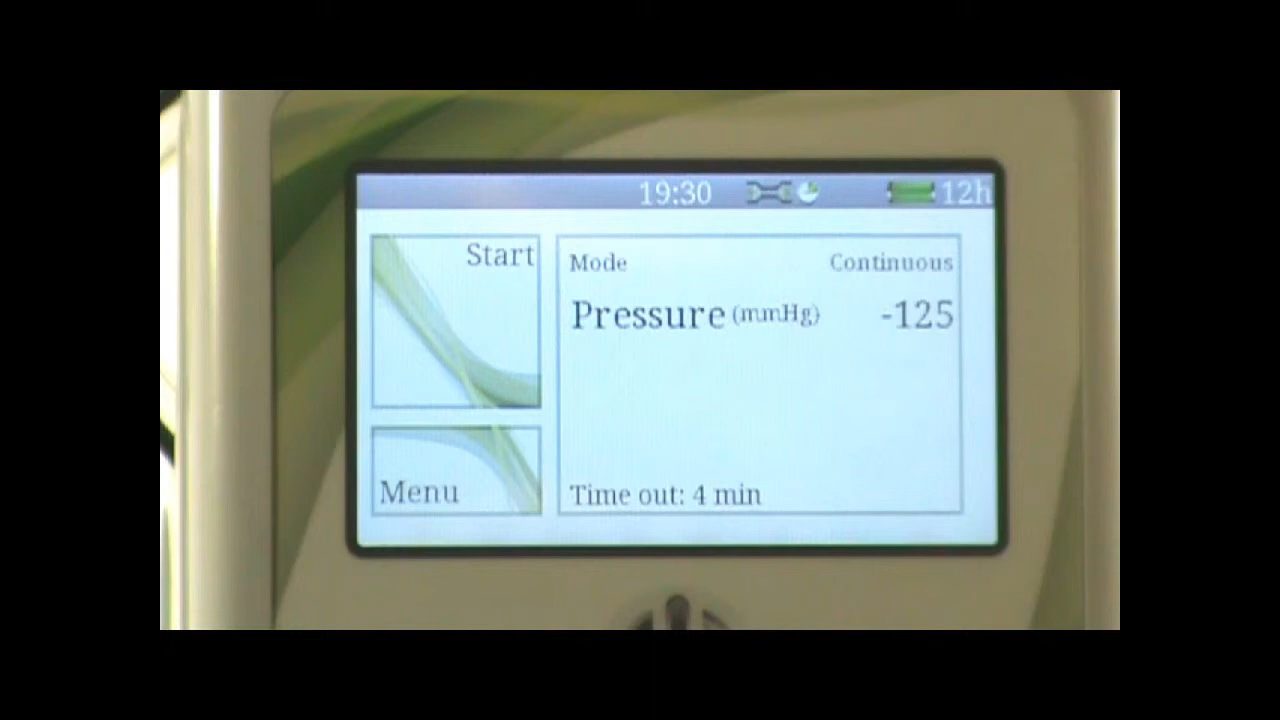 19:30 12h
Start
Mode Continuous
Pressure (mmHg) -125
Time out: 4 min
Menu